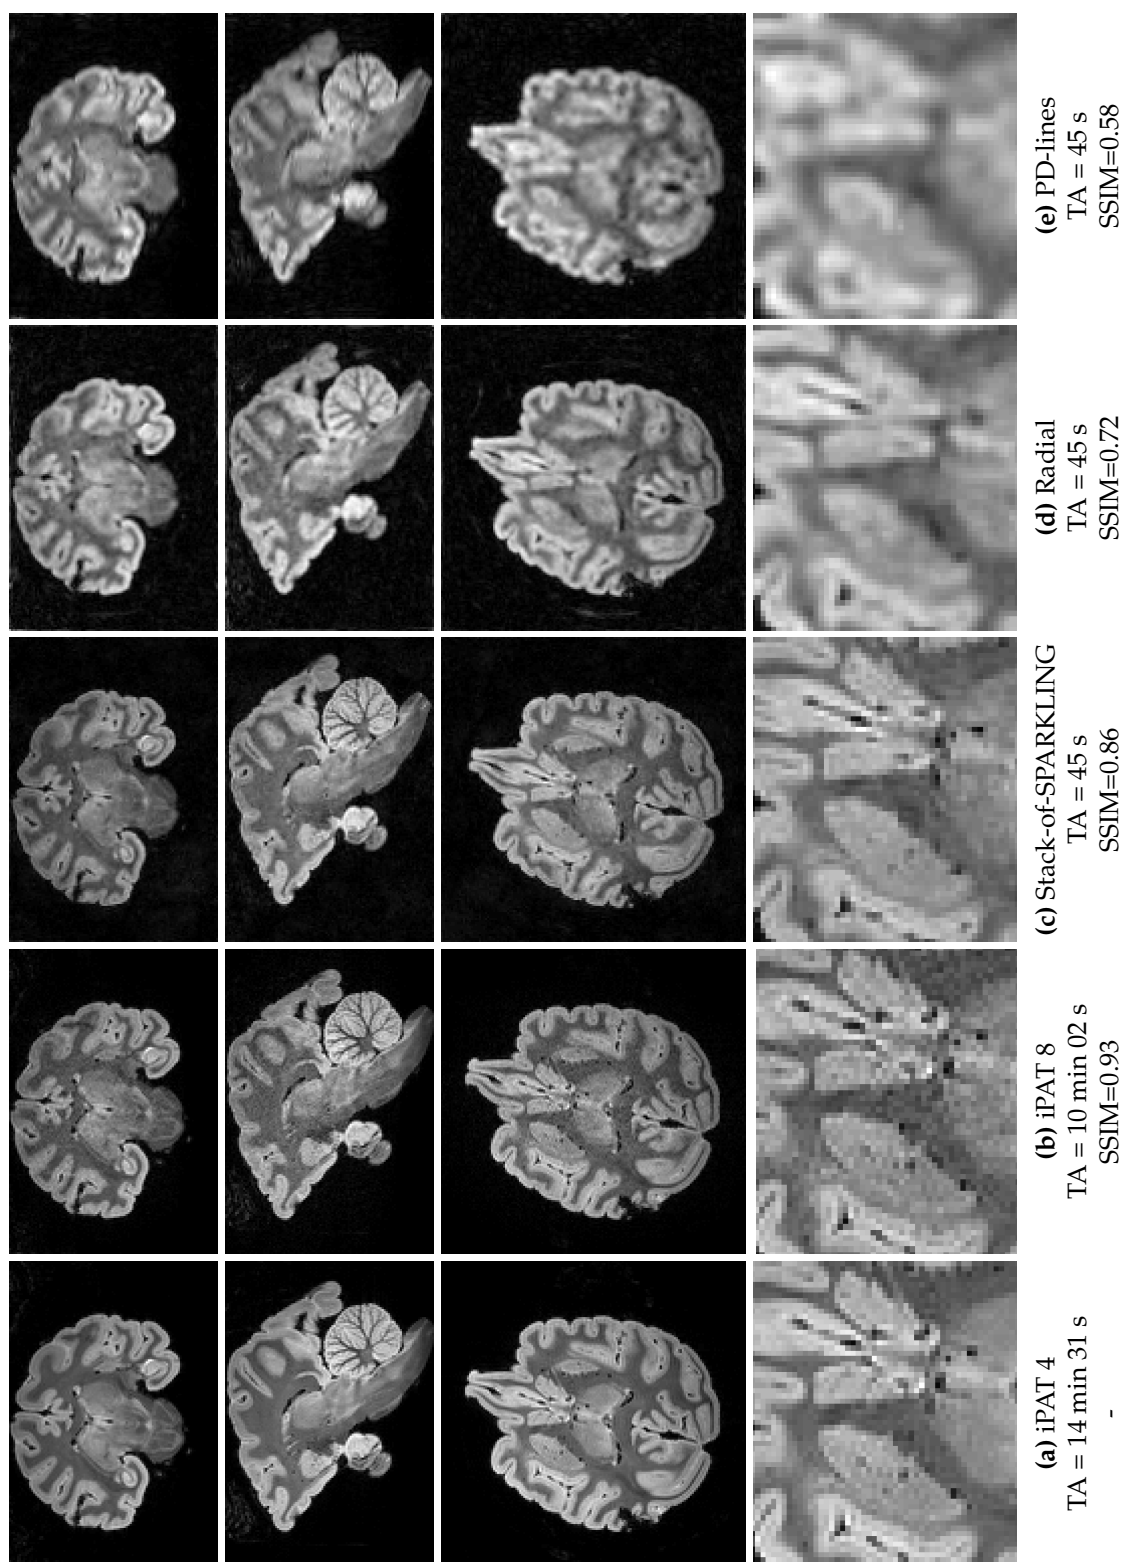 (a) iPAT 4
TA = 14 min 31 s
-
(b) iPAT 8
TA = 10 min 02 s
SSIM=0.93
(c) Stack-of-SPARKLING
TA = 45 s
SSIM=0.86
(d) Radial
TA = 45 s
SSIM=0.72
(e) PD-lines
TA = 45 s
SSIM=0.58